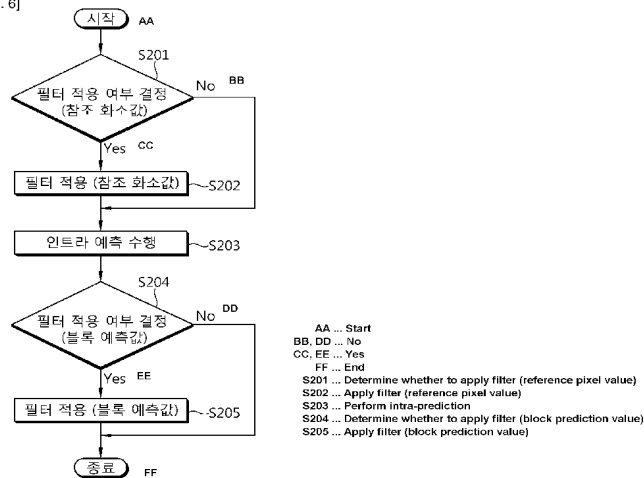 . 6]
시작 AA
S201
필터 적용 여부 결정
(참조 화소값)
No BB
Yes CC
필터 적용 (참조 화소값) S202
인트라 예측 수행 S203
S204
필터 적용 여부 결정
(블록 예측값)
No DD
Yes EE
필터 적용 (블록 예측값) S205
종료 FF
AA ... Start
BB, DD ... No
CC, EE ... Yes
FF ... End
S201 ... Determine whether to apply filter (reference pixel value)
S202 ... Apply filter (reference pixel value)
S203 ... Perform intra-prediction
S204 ... Determine whether to apply filter (block prediction value)
S205 ... Apply filter (block prediction value)